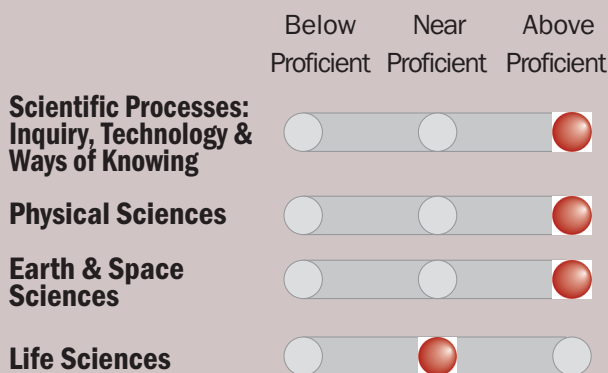 Below Near Above
Proficient Proficient Proficient
Scientific Processes:
Inquiry, Technology &
Ways of Knowing
Physical Sciences
Earth & Space
Sciences
Life Sciences